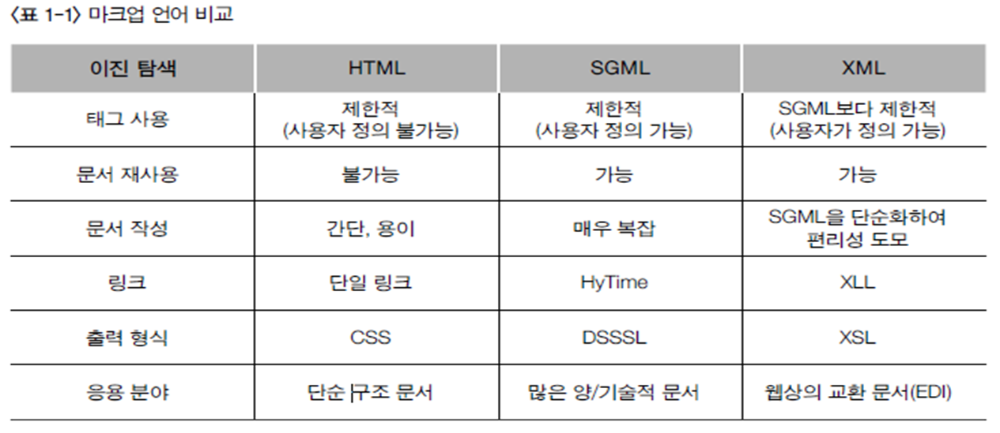 〈표 1-1〉 마크업 언어 비교
이진 탐색 HTML SGML XML
태그 사용 제한적 (사용자 정의 불가능) 제한적 (사용자 정의 가능) SGML보다 제한적 (사용자가 정의 가능)
문서 재사용 불가능 가능 가능
문서 작성 간단, 용이 매우 복잡 SGML을 단순화하여 편리성 도모
링크 단일 링크 HyTime XLL
출력 형식 CSS DSSSL XSL
응용 분야 단순 구조 문서 많은 양/기술적 문서 웹상의 교환 문서(EDI)